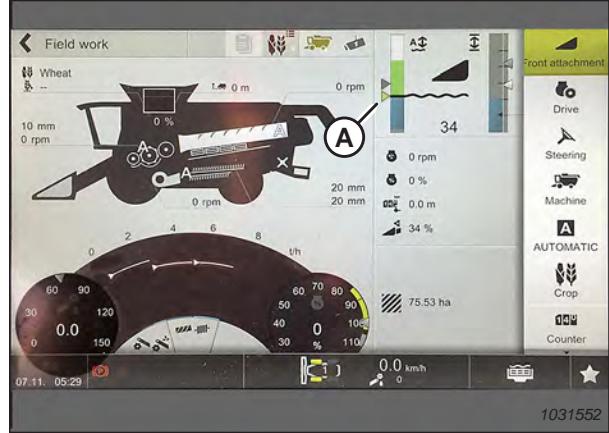 Field work
Wheat
--
0 m
0 rpm
0 %
10 mm
0 rpm
A
A
A
20 mm
20 mm
0 rpm
0 2 4 6 8 t/h
0 30 60 90 120 150
0.0
30 40 50 60 70 80 90 100 110
0
%
A
34
A
0 rpm
0 %
0.0 m
34 %
75.53 ha
Front attachment
Drive
Steering
Machine
A
AUTOMATIC
Crop
Counter
07.11. 05:29
P
1
0.0 km/h
0
1031552